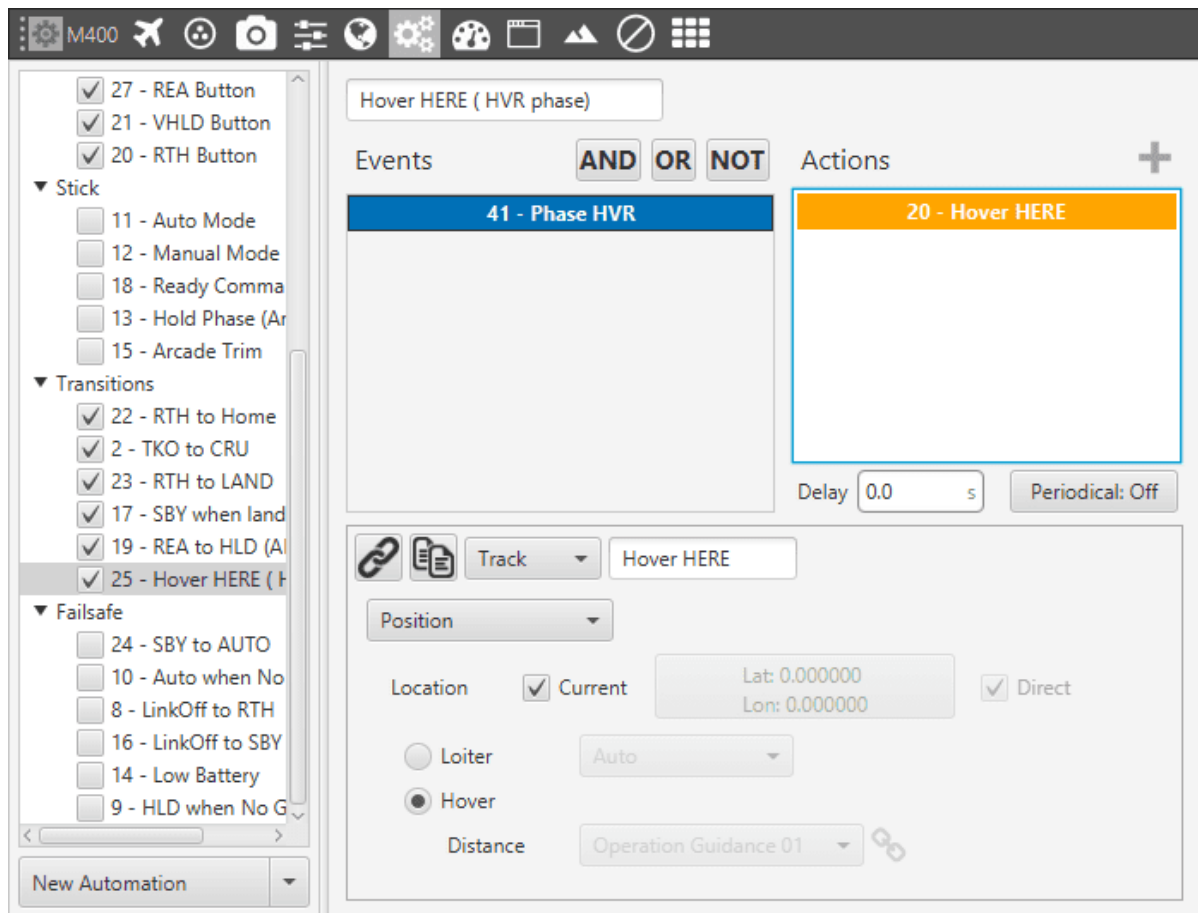 M400
27 - REA Button
21 - VHLD Button
20 - RTH Button
Stick
11 - Auto Mode
12 - Manual Mode
18 - Ready Comma
13 - Hold Phase (Ar
15 - Arcade Trim
Transitions
22 - RTH to Home
2 - TKO to CRU
23 - RTH to LAND
17 - SBY when land
19 - REA to HLD (Al
25 - Hover HERE ( H
Failsafe
24 - SBY to AUTO
10 - Auto when No
8 - LinkOff to RTH
16 - LinkOff to SBY
14 - Low Battery
9 - HLD when No G
New Automation
Hover HERE ( HVR phase)
Events
AND OR NOT
41 - Phase HVR
Actions
20 - Hover HERE
Delay 0.0 s Periodical: Off
Track Hover HERE
Position
Location Current
Lat: 0.000000
Lon: 0.000000
Direct
Loiter Auto
Hover
Distance Operation Guidance 01